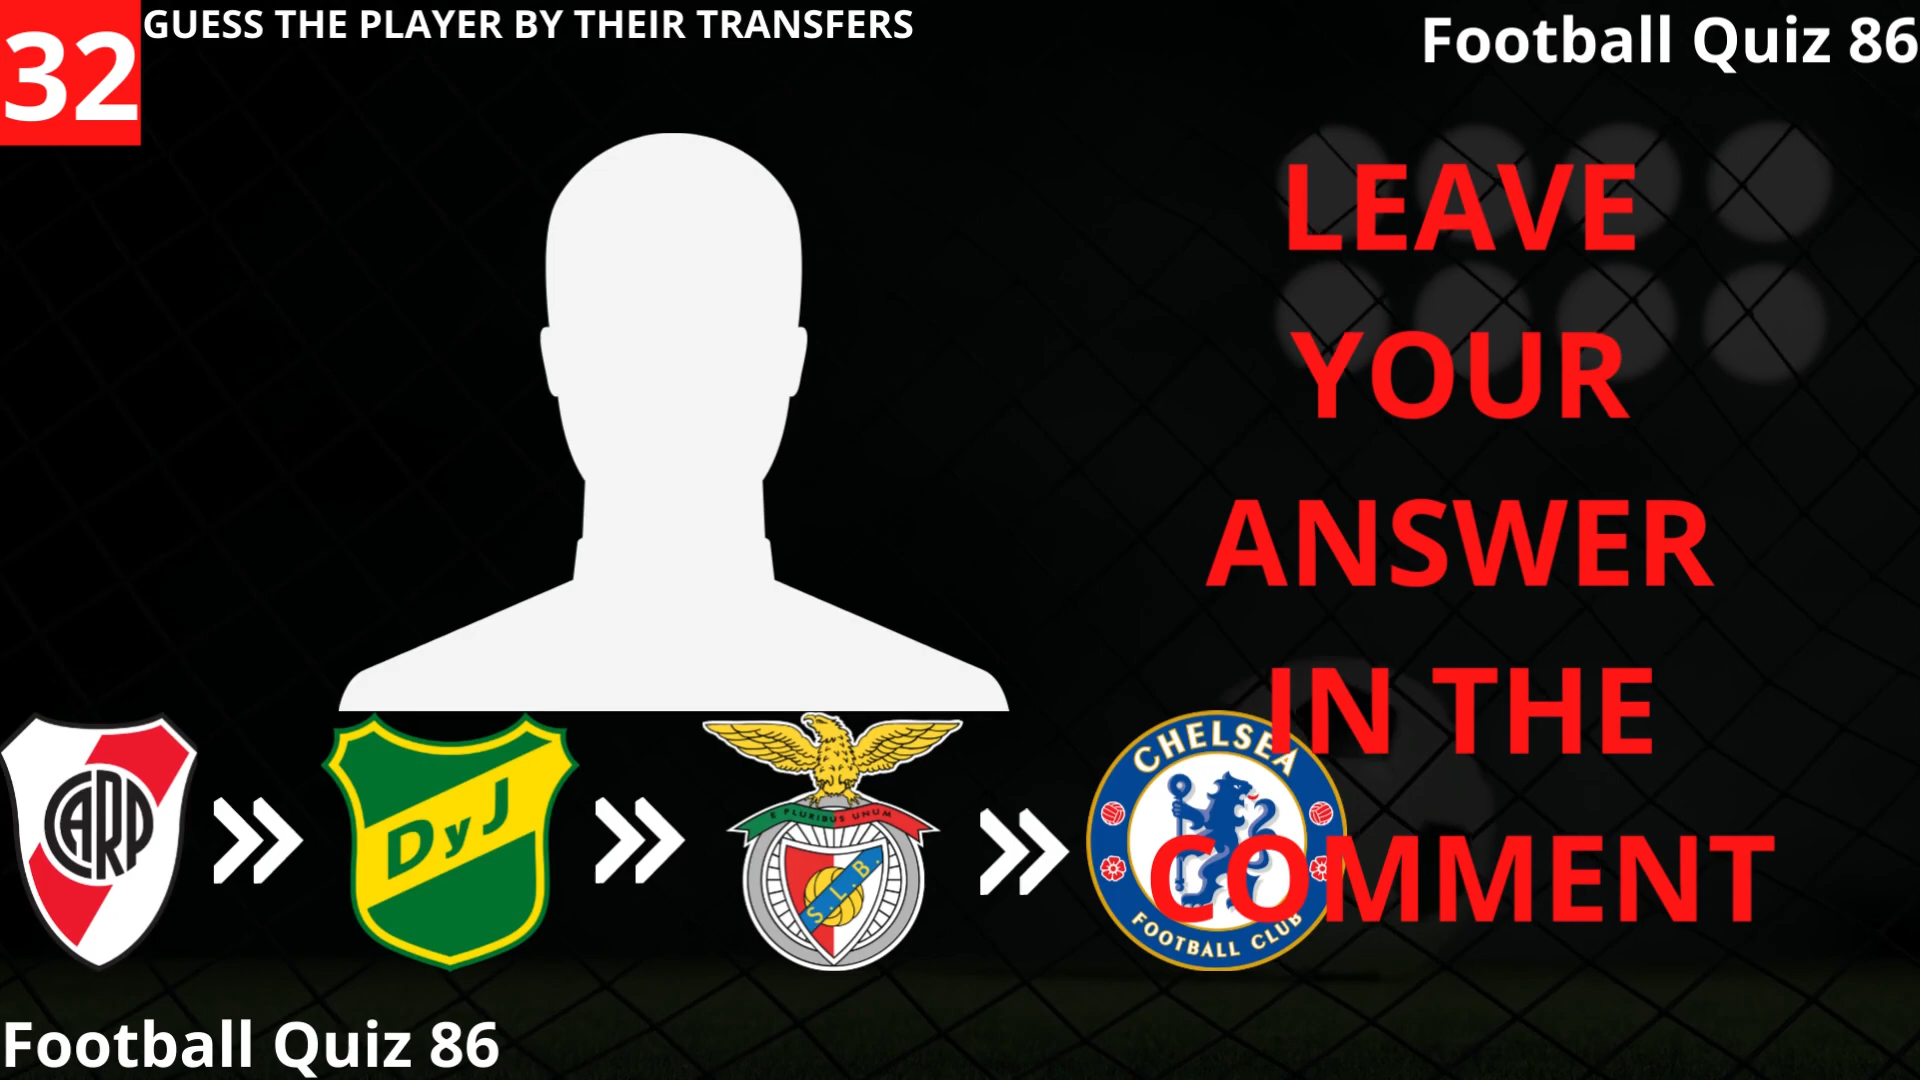 32
GUESS THE PLAYER BY THEIR TRANSFERS
Football Quiz 86
LEAVE
YOUR
ANSWER
IN THE
COMMENT
CARP
DyJ
E PLURIBUS UNUM
S.L.B.
CHELSEA
FOOTBALL CLUB
Football Quiz 86